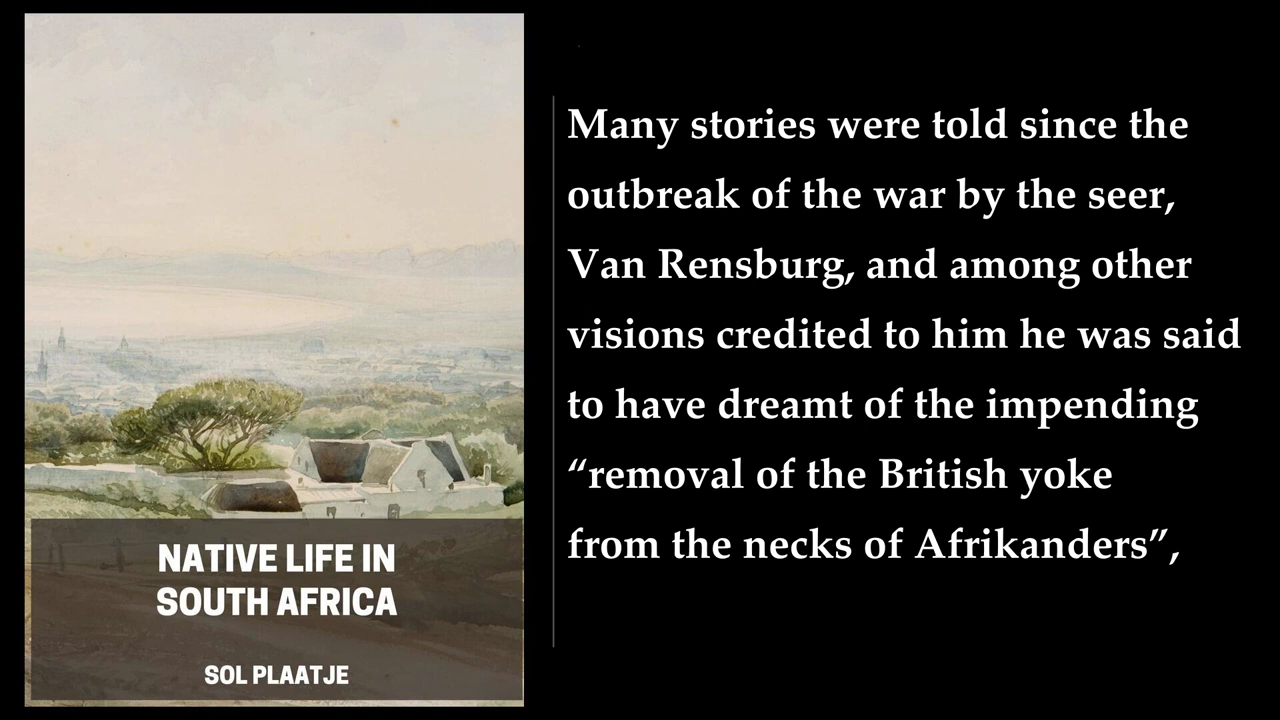 NATIVE LIFE IN
SOUTH AFRICA
SOL PLAATJE
Many stories were told since the
outbreak of the war by the seer,
Van Rensburg, and among other
visions credited to him he was said
to have dreamt of the impending
“removal of the British yoke
from the necks of Afrikanders”,